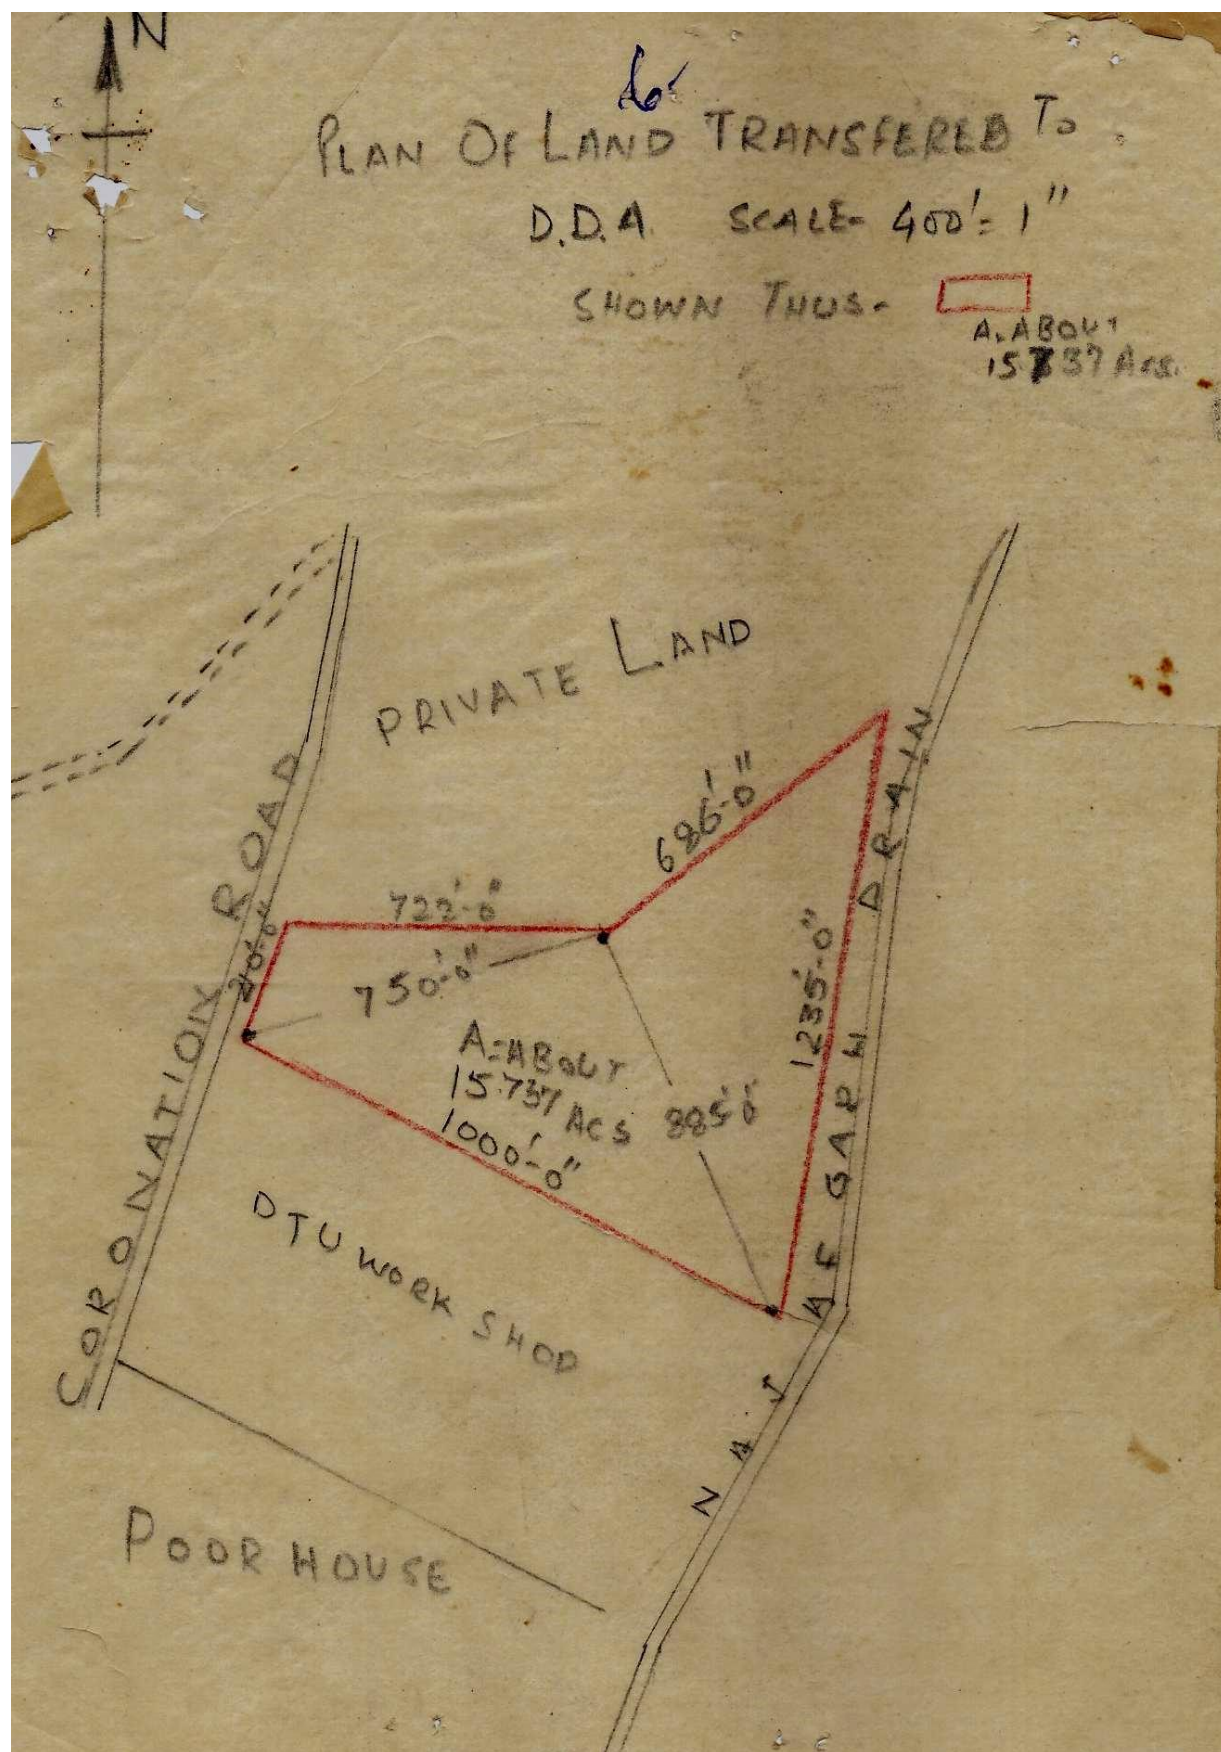 N
PLAN OF LAND TRANSFERED TO
D.D.A. SCALE- 400'= 1"
SHOWN THUS-
A. ABOUT
15.737 Acs.
PRIVATE LAND
CORONATION ROAD
686'-0"
722'-0"
750'-0"
1235'-0"
A=ABOUT
15.737 ACS
885'-0"
1000'-0"
DTU WORK SHOP
NAJAFGARH DRAIN
POOR HOUSE